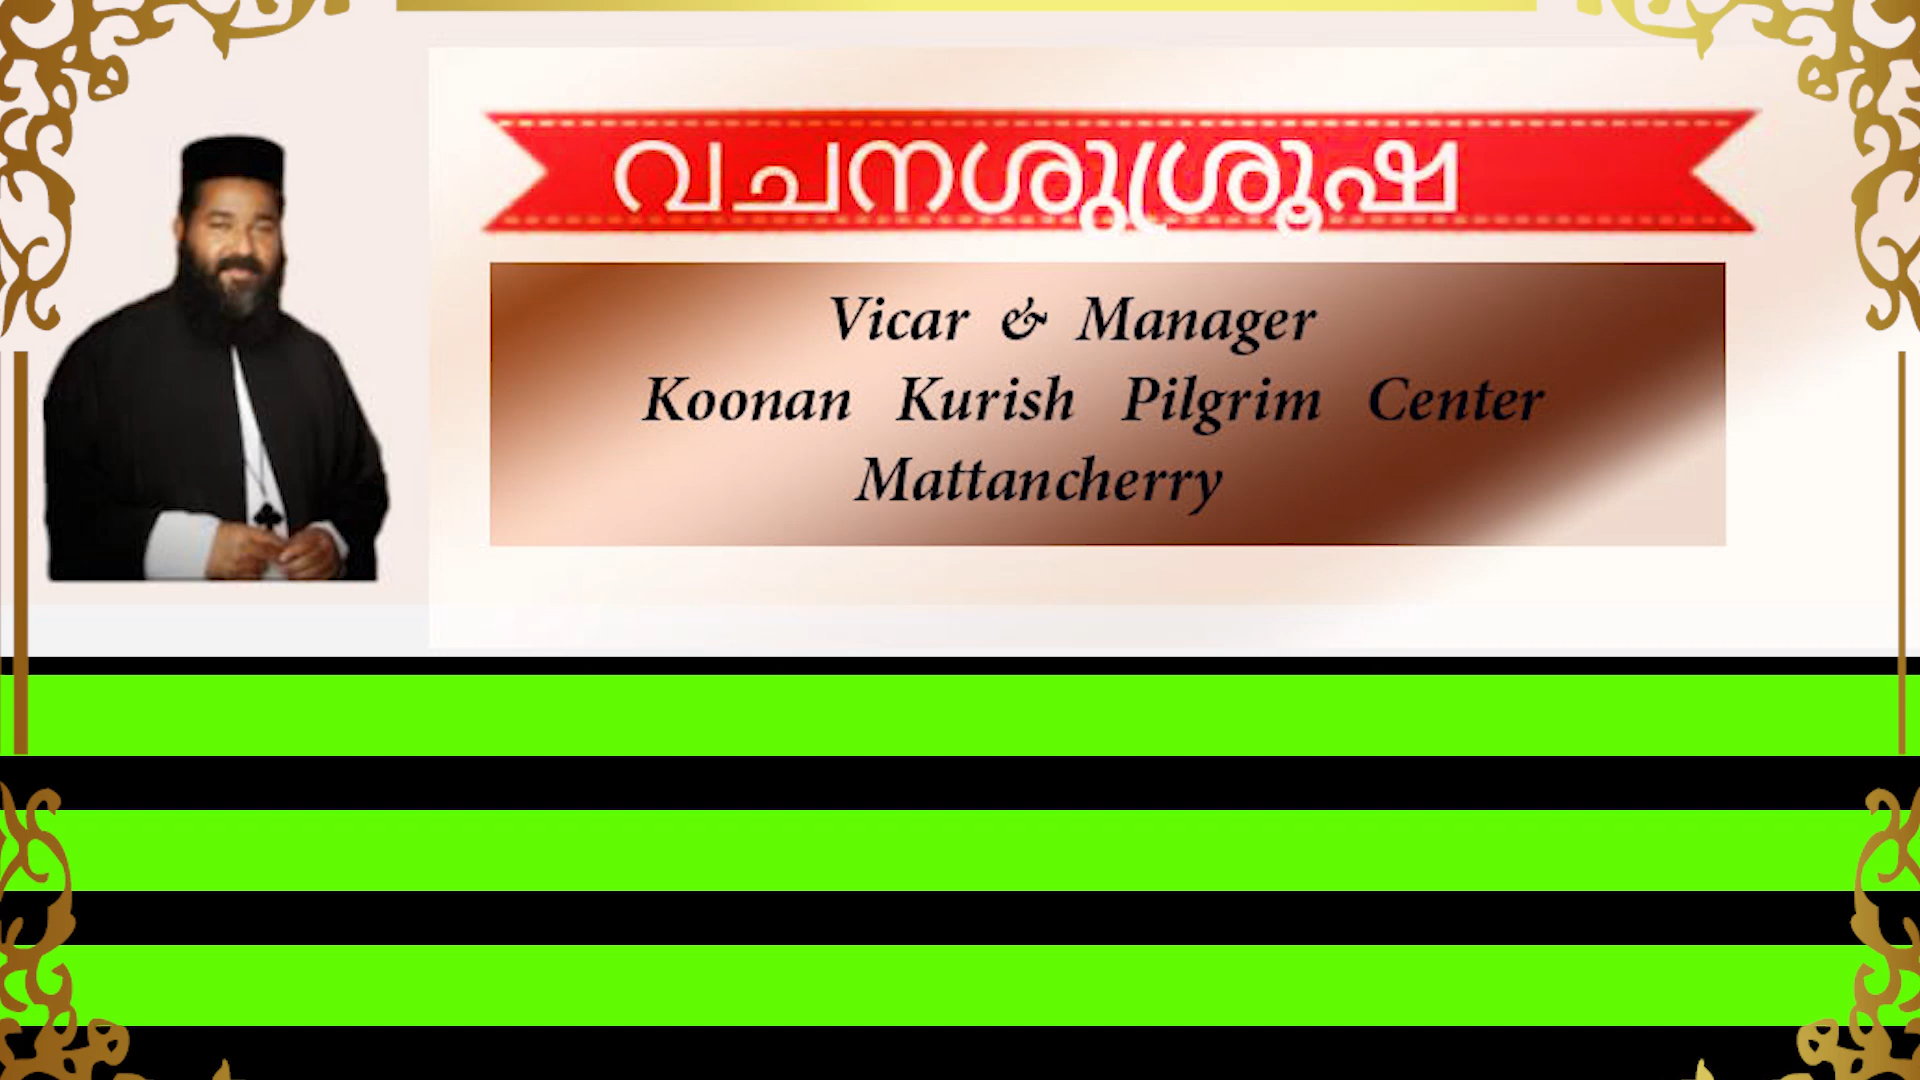 വചനശുശ്രൂഷ
Vicar & Manager
Koonan Kurish Pilgrim Center
Mattancherry